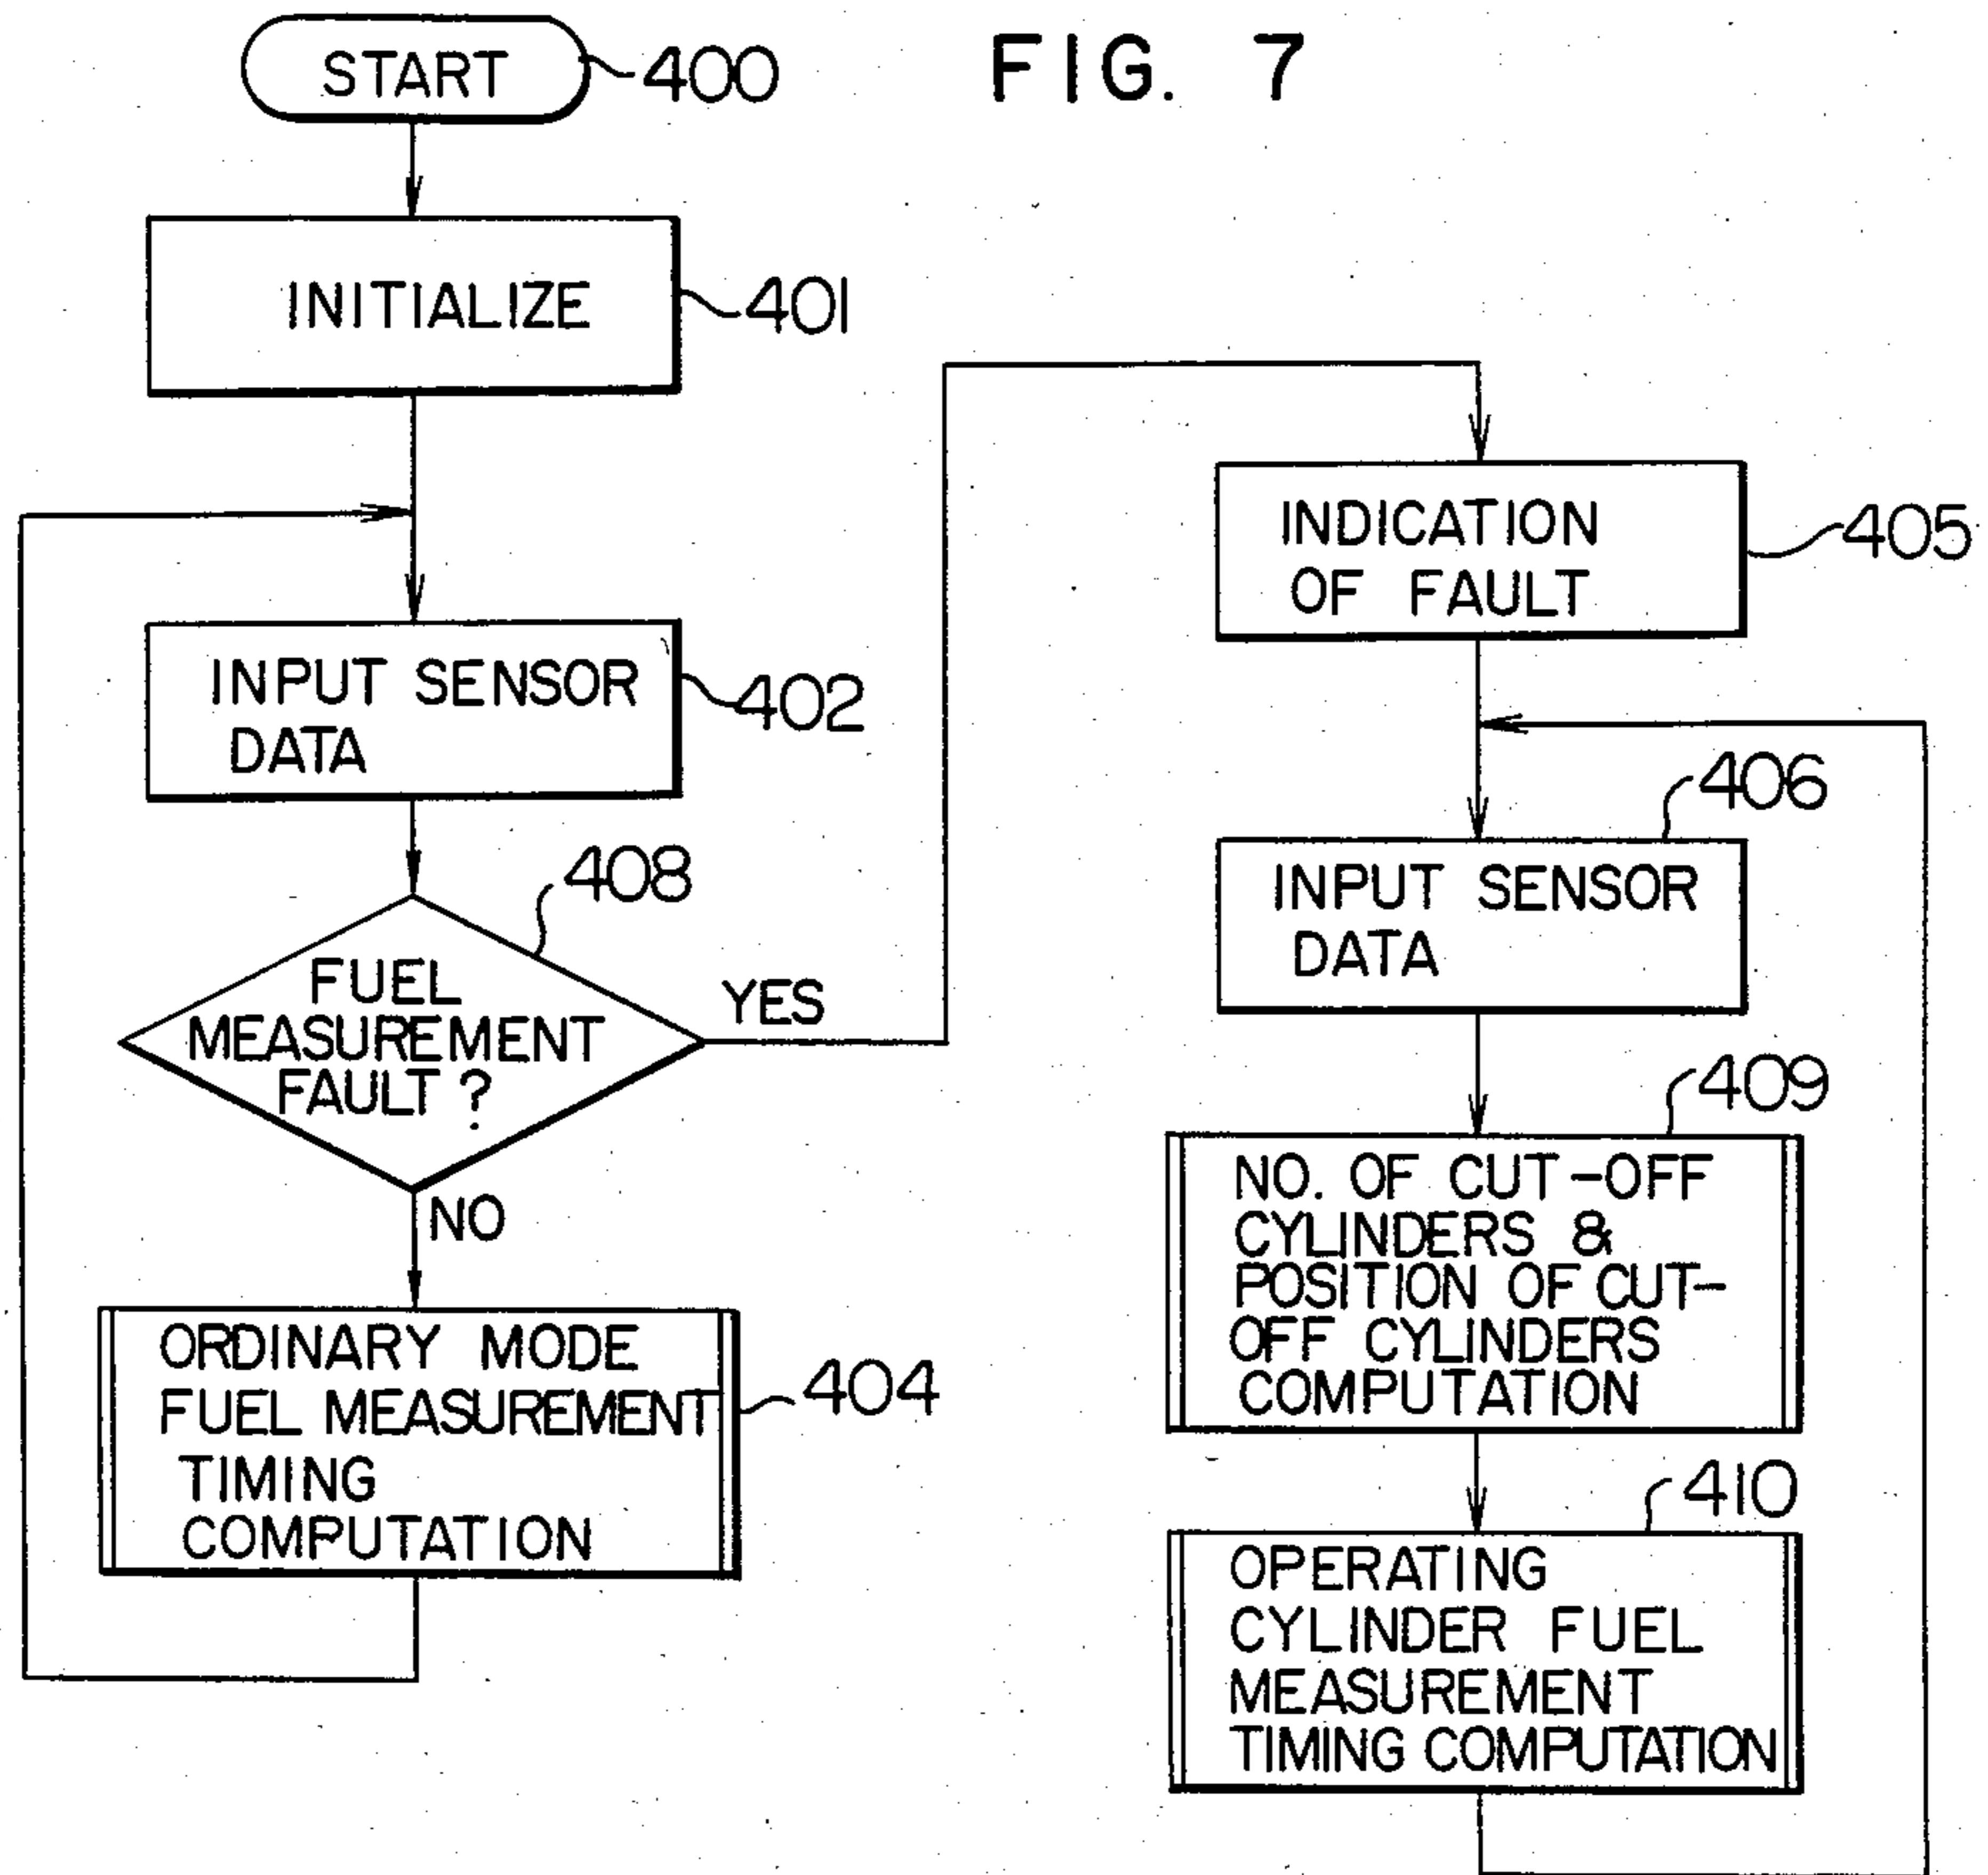 FIG. 7
START
400
INITIALIZE
401
INPUT SENSOR
DATA
402
408
FUEL
MEASUREMENT
FAULT ?
YES
NO
ORDINARY MODE
FUEL MEASUREMENT
TIMING
COMPUTATION
404
INDICATION
OF FAULT
405
406
INPUT SENSOR
DATA
409
NO. OF CUT-OFF
CYLINDERS &
POSITION OF CUT-
OFF CYLINDERS
COMPUTATION
410
OPERATING
CYLINDER FUEL
MEASUREMENT
TIMING COMPUTATION